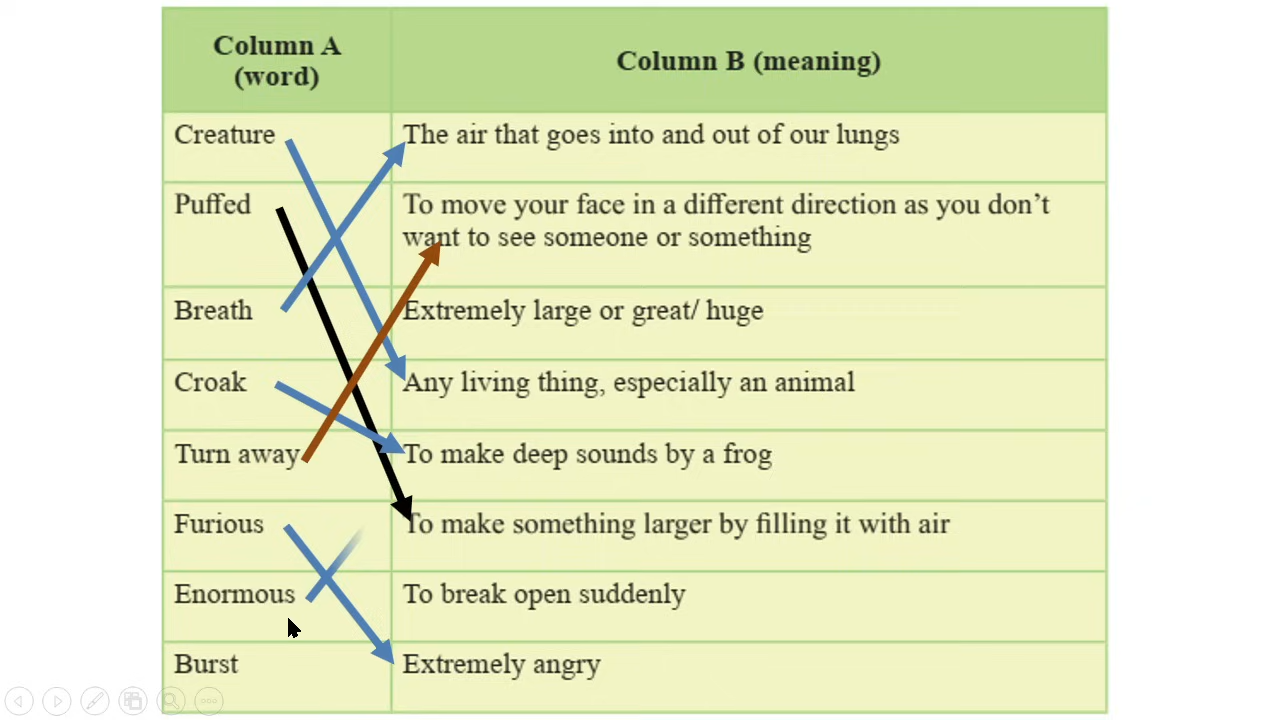 Column A
(word)
Column B (meaning)
Creature
The air that goes into and out of our lungs
Puffed
To move your face in a different direction as you don’t
want to see someone or something
Breath
Extremely large or great/ huge
Croak
Any living thing, especially an animal
Turn away
To make deep sounds by a frog
Furious
To make something larger by filling it with air
Enormous
To break open suddenly
Burst
Extremely angry